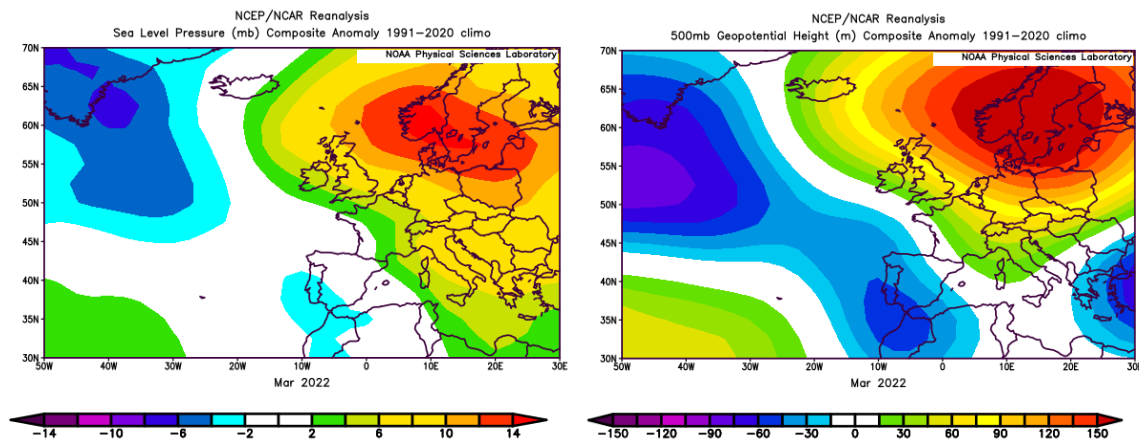 NCEP/NCAR Reanalysis
Sea Level Pressure (mb) Composite Anomaly 1991−2020 climo
NOAA Physical Sciences Laboratory
70N
65N
60N
55N
50N
45N
40N
35N
30N
50W 40W 30W 20W 10W 0 10E 20E 30E
Mar 2022
−14 −10 −6 −2 2 6 10 14
NCEP/NCAR Reanalysis
500mb Geopotential Height (m) Composite Anomaly 1991−2020 climo
NOAA Physical Sciences Laboratory
70N
65N
60N
55N
50N
45N
40N
35N
30N
50W 40W 30W 20W 10W 0 10E 20E 30E
Mar 2022
−150 −120 −90 −60 −30 0 30 60 90 120 150